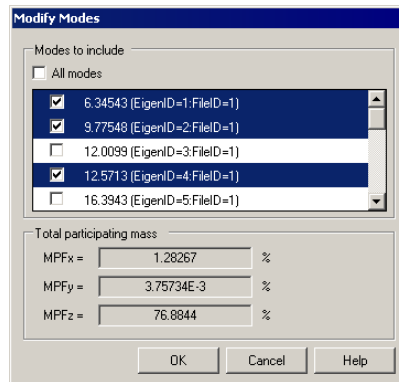 Modify Modes
Modes to include
All modes
6.34543 (EigenID=1:FileID=1)
9.77548 (EigenID=2:FileID=1)
12.0099 (EigenID=3:FileID=1)
12.5713 (EigenID=4:FileID=1)
16.3943 (EigenID=5:FileID=1)
Total participating mass
MPFx = 1.28267 %
MPFy = 3.75734E-3 %
MPFz = 76.8844 %
OK Cancel Help